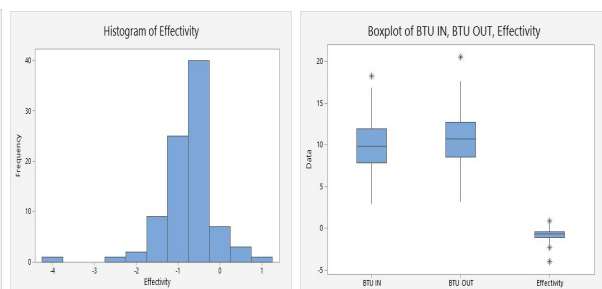 Histogram of Effectivity
Frequency
40
30
20
10
0
-4 -3 -2 -1 0 1
Effectivity
Boxplot of BTU IN, BTU OUT, Effectivity
Data
20
15
10
5
0
-5
BTU IN BTU OUT Effectivity